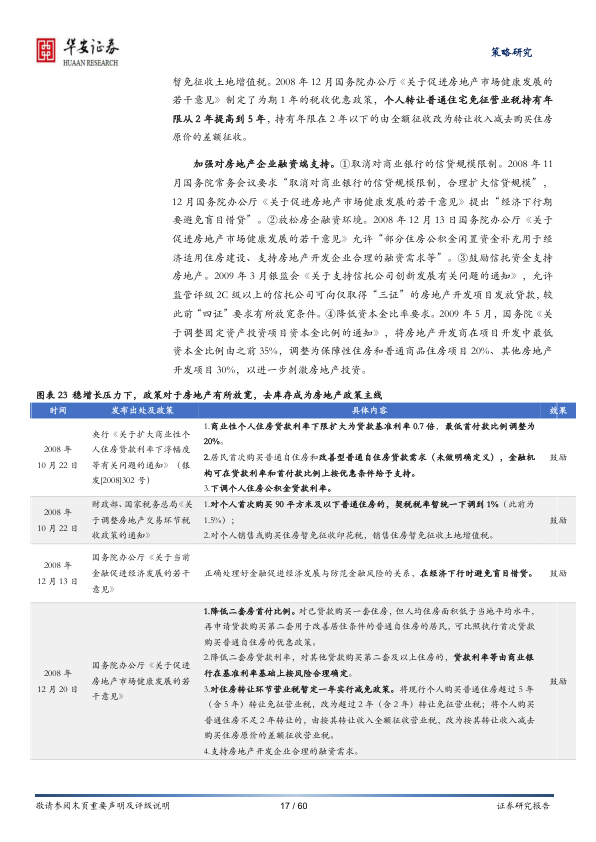 华安证券
HUAAN RESEARCH
策略研究
暂免征收土地增值税。2008 年 12 月国务院办公厅《关于促进房地产市场健康发展的
若干意见》制定了为期 1 年的税收优惠政策，个人转让普通住宅免征营业税持有年
限从 2 年提高到 5 年，持有年限在 2 年以下的由全额征收改为转让收入减去购买住房
原价的差额征收。
加强对房地产企业融资端支持。①取消对商业银行的信贷规模限制。2008 年 11
月国务院常务会议要求“取消对商业银行的信贷规模限制，合理扩大信贷规模”，
12 月国务院办公厅《关于促进房地产市场健康发展的若干意见》提出“经济下行期
要避免盲目惜贷”。②放松房企融资环境。2008 年 12 月 13 日国务院办公厅《关于
促进房地产市场健康发展的若干意见》允许“部分住房公积金闲置资金补充用于经
济适用住房建设、支持房地产开发企业合理的融资需求等”。③鼓励信托资金支持
房地产。2009 年 3 月银监会《关于支持信托公司创新发展有关问题的通知》，允许
监管评级 2C 级以上的信托公司可向仅取得“三证”的房地产开发项目发放贷款，较
此前“四证”要求有所放宽条件。④降低资本金比率要求。2009 年 5 月，国务院《关
于调整固定资产投资项目资本金比例的通知》，将房地产开发商在项目开发中最低
资本金比例由之前 35%，调整为保障性住房和普通商品住房项目 20%、其他房地产
开发项目 30%，以进一步刺激房地产投资。
图表 23 稳增长压力下，政策对于房地产有所放宽，去库存成为房地产政策主线
时间 发布出处及政策 具体内容 效果
2008 年
10 月 22 日
央行《关于扩大商业性个
人住房贷款利率下浮幅度
等有关问题的通知》（银
发[2008]302 号）
1.商业性个人住房贷款利率下限扩大为贷款基准利率 0.7 倍，最低首付款比例调整为
20%。
2.居民首次购买普通自住房和改善型普通自住房贷款需求（未做明确定义），金融机
构可在贷款利率和首付款比例上按优惠条件给予支持。
3.下调个人住房公积金贷款利率。
鼓励
2008 年
10 月 22 日
财政部、国家税务总局《关
于调整房地产交易环节税
收政策的通知》
1.对个人首次购买 90 平方米及以下普通住房的，契税税率暂统一下调到 1%（此前为
1.5%）；
2.对个人销售或购买住房暂免征收印花税，销售住房暂免征收土地增值税。
鼓励
2008 年
12 月 13 日
国务院办公厅《关于当前
金融促进经济发展的若干
意见》
正确处理好金融促进经济发展与防范金融风险的关系，在经济下行时避免盲目惜贷。
鼓励
2008 年
12 月 20 日
国务院办公厅《关于促进
房地产市场健康发展的若
干意见》
1.降低二套房首付比例。对已贷款购买一套住房，但人均住房面积低于当地平均水平，
再申请贷款购买第二套用于改善居住条件的普通自住房的居民，可比照执行首次贷款
购买普通自住房的优惠政策。
2.降低二套房贷款利率，对其他贷款购买第二套及以上住房的，贷款利率等由商业银
行在基准利率基础上按风险合理确定。
3.对住房转让环节营业税暂定一年实行减免政策。将现行个人购买普通住房超过 5 年
（含 5 年）转让免征营业税，改为超过 2 年（含 2 年）转让免征营业税；将个人购买
普通住房不足 2 年转让的，由按其转让收入全额征收营业税，改为按其转让收入减去
购买住房原价的差额征收营业税。
4.支持房地产开发企业合理的融资需求。
鼓励
敬请参阅末页重要声明及评级说明 17 / 60 证券研究报告